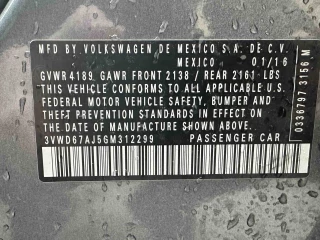 MFD. BY VOLKSWAGEN DE MEXICO S.A. DE C.V.
MEXICO 01/16
GVWR 4189 GAWR FRONT 2138 / REAR 2161 LBS
THIS VEHICLE CONFORMS TO ALL APPLICABLE
FEDERAL MOTOR VEHICLE SAFETY, BUMPER AND
THEFT PREVENTION STANDARDS IN EFFECT ON
THE DATE OF MANUFACTURE SHOWN ABOVE.
3VWD67AJ5GM312299 PASSENGER CAR
0336797 3156 M